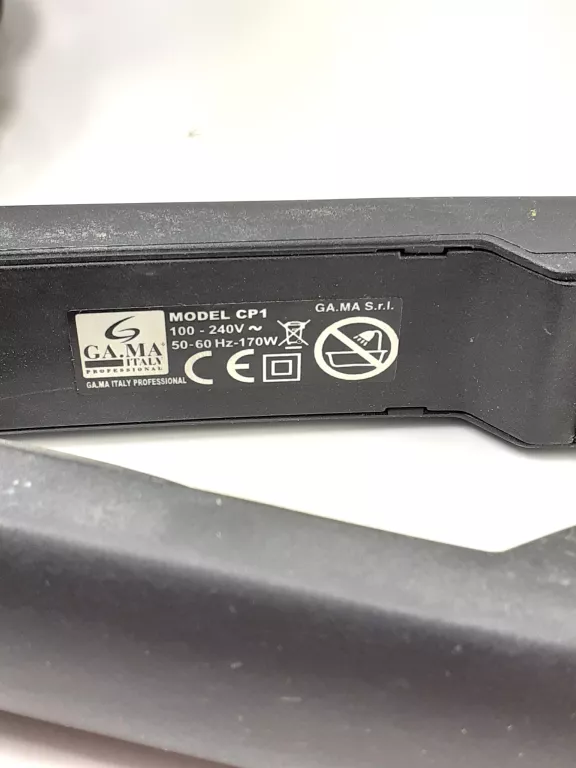 GA.MA
ITALY
PROFESSIONAL
GA.MA ITALY PROFESSIONAL
MODEL CP1
100 - 240V ~
50-60 Hz-170W
CE
GA.MA S.r.l.